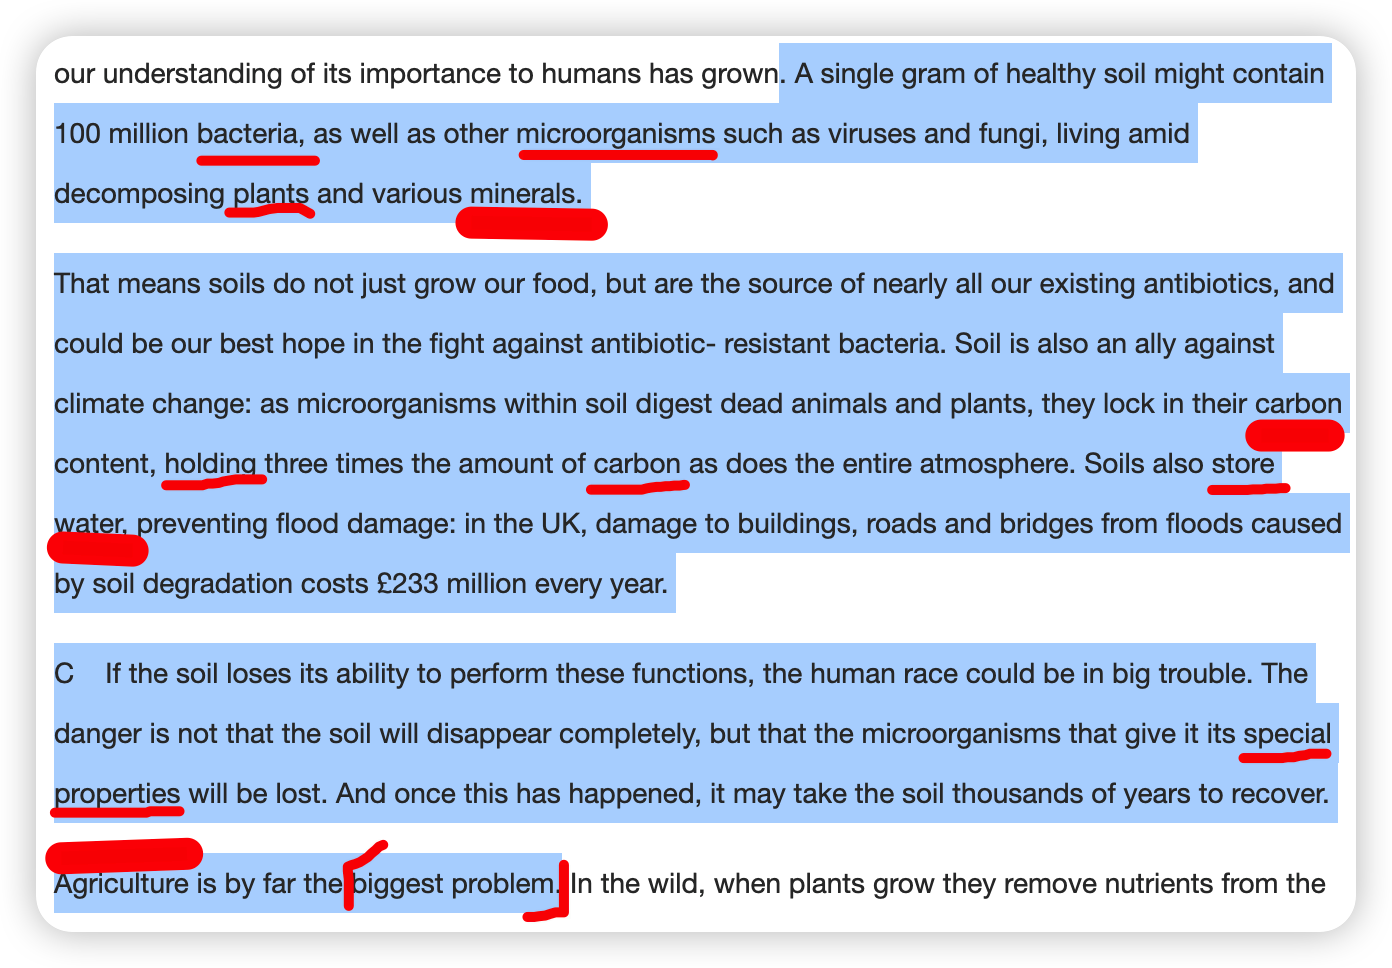 our understanding of its importance to humans has grown. A single gram of healthy soil might contain
100 million bacteria, as well as other microorganisms such as viruses and fungi, living amid
decomposing plants and various minerals.
That means soils do not just grow our food, but are the source of nearly all our existing antibiotics, and
could be our best hope in the fight against antibiotic- resistant bacteria. Soil is also an ally against
climate change: as microorganisms within soil digest dead animals and plants, they lock in their carbon
content, holding three times the amount of carbon as does the entire atmosphere. Soils also store
water, preventing flood damage: in the UK, damage to buildings, roads and bridges from floods caused
by soil degradation costs £233 million every year.
C If the soil loses its ability to perform these functions, the human race could be in big trouble. The
danger is not that the soil will disappear completely, but that the microorganisms that give it its special
properties will be lost. And once this has happened, it may take the soil thousands of years to recover.
Agriculture is by far the biggest problem. In the wild, when plants grow they remove nutrients from the